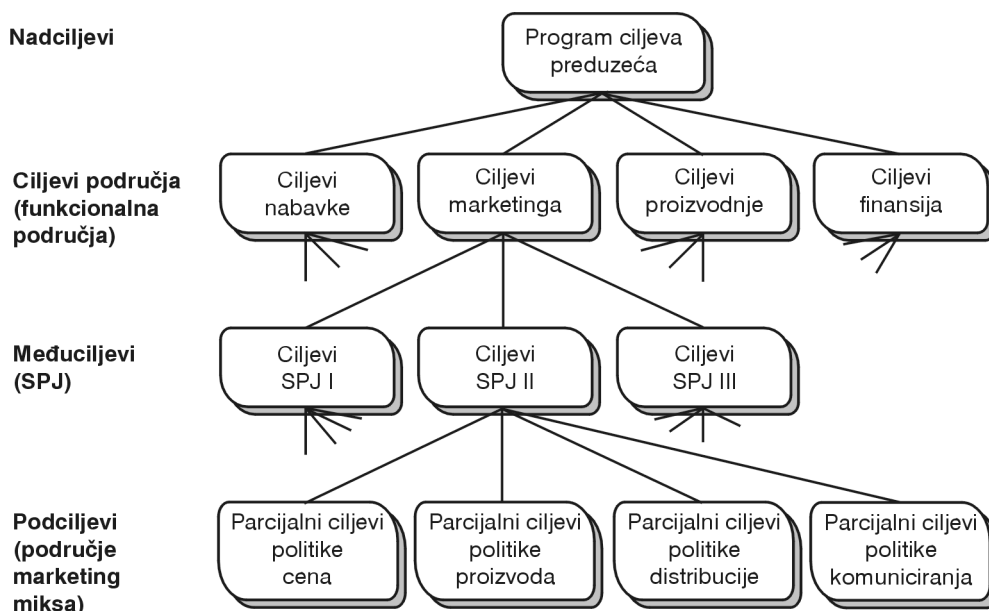 Nadciljevi
Program ciljeva
preduzeća
Ciljevi područja
(funkcionalna
područja)
Ciljevi
nabavke
Ciljevi
marketinga
Ciljevi
proizvodnje
Ciljevi
finansija
Međuciljevi
(SPJ)
Ciljevi
SPJ I
Ciljevi
SPJ II
Ciljevi
SPJ III
Podciljevi
(područje
marketing
miksa)
Parcijalni ciljevi
politike
cena
Parcijalni ciljevi
politike
proizvoda
Parcijalni ciljevi
politike
distribucije
Parcijalni ciljevi
politike
komuniciranja